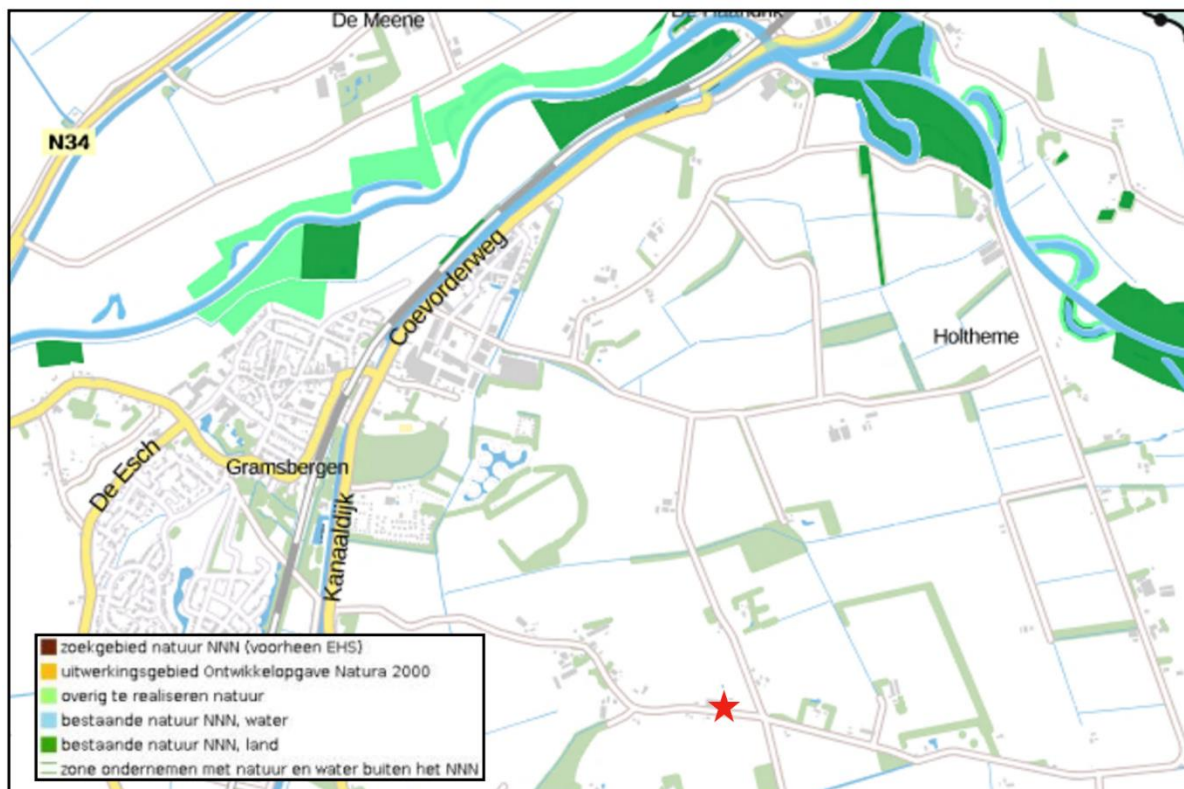 De Meene
De Haandrik
N34
Coevorderweg
Holtheme
De Esch
Gramsbergen
Kanaaldijk
zoekgebied natuur NNN (voorheen EHS)
uitwerkingsgebied Ontwikkelopgave Natura 2000
overig te realiseren natuur
bestaande natuur NNN, water
bestaande natuur NNN, land
zone ondernemen met natuur en water buiten het NNN